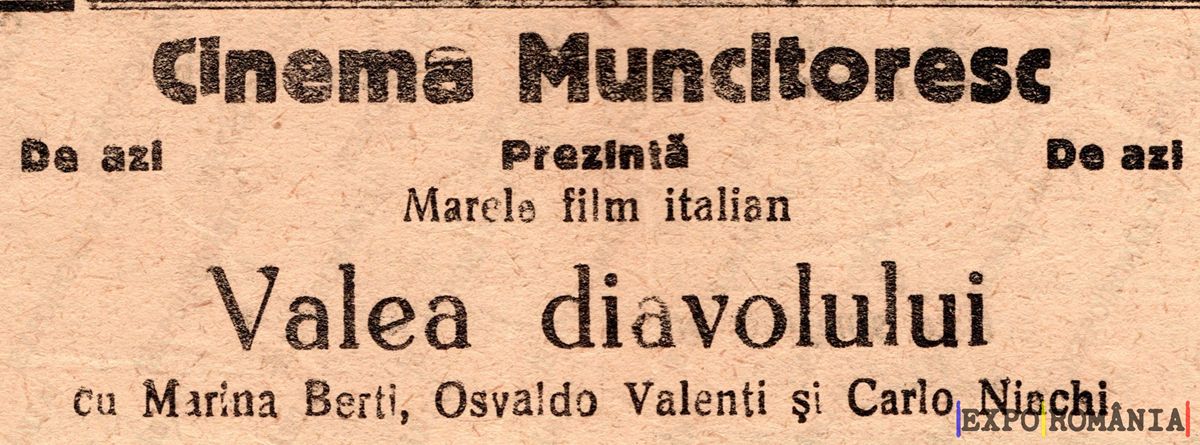 Cinema Muncitoresc
De azi Prezintă De azi
Marele film italian
Valea diavolului
cu Marina Berti, Osvaldo Valenti şi Carlo Ninchi
|EXPO|ROMÂNIA|